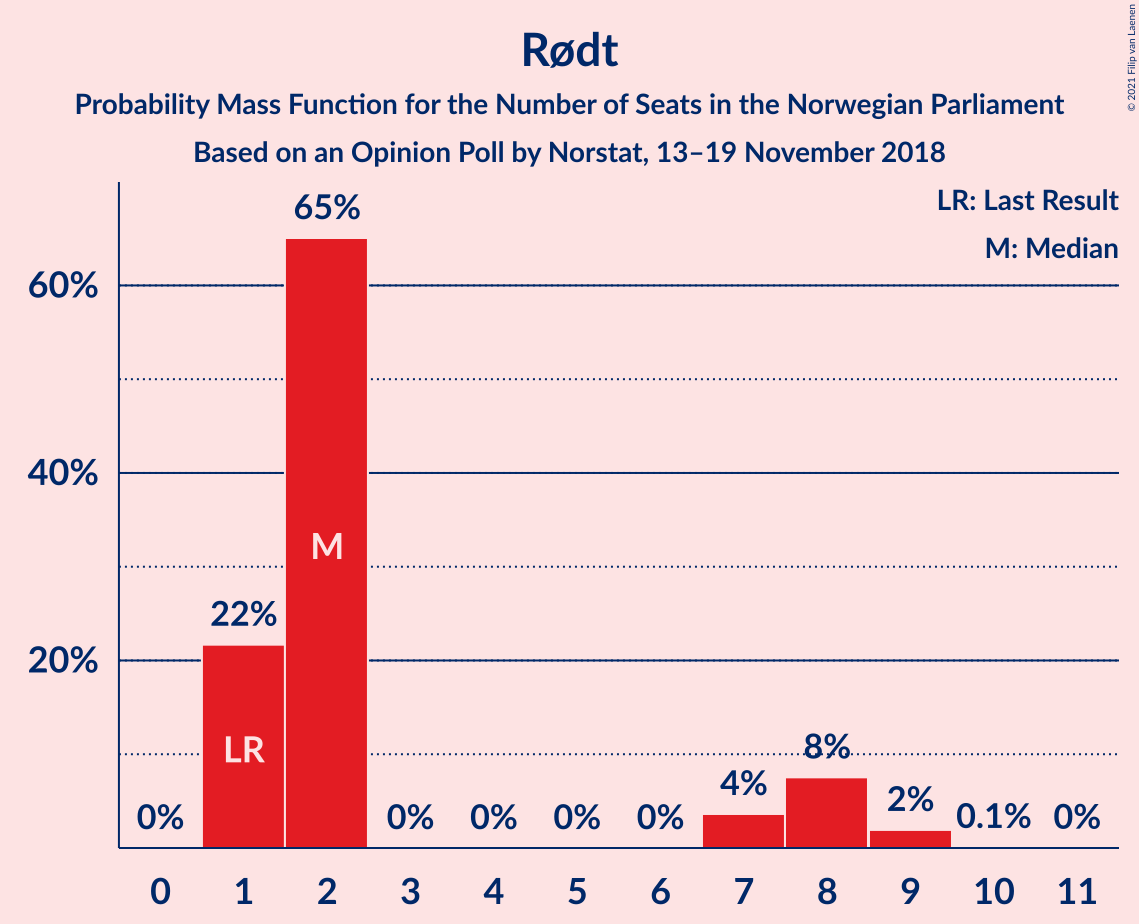 Rødt
Probability Mass Function for the Number of Seats in the Norwegian Parliament
Based on an Opinion Poll by Norstat, 13–19 November 2018
© 2021 Filip van Laenen
LR: Last Result
M: Median
60%
40%
20%
0%
22%
65%
0%
0%
0%
0%
4%
8%
2%
0.1%
0%
LR
M
0 1 2 3 4 5 6 7 8 9 10 11